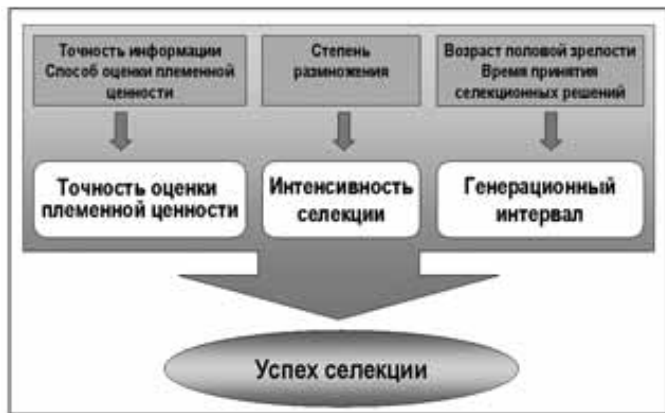 Точность информации
Способ оценки племенной
ценности
Степень
размножения
Возраст половой зрелости
Время принятия
селекционных решений
Точность оценки
племенной ценности
Интенсивность
селекции
Генерационный
интервал
Успех селекции